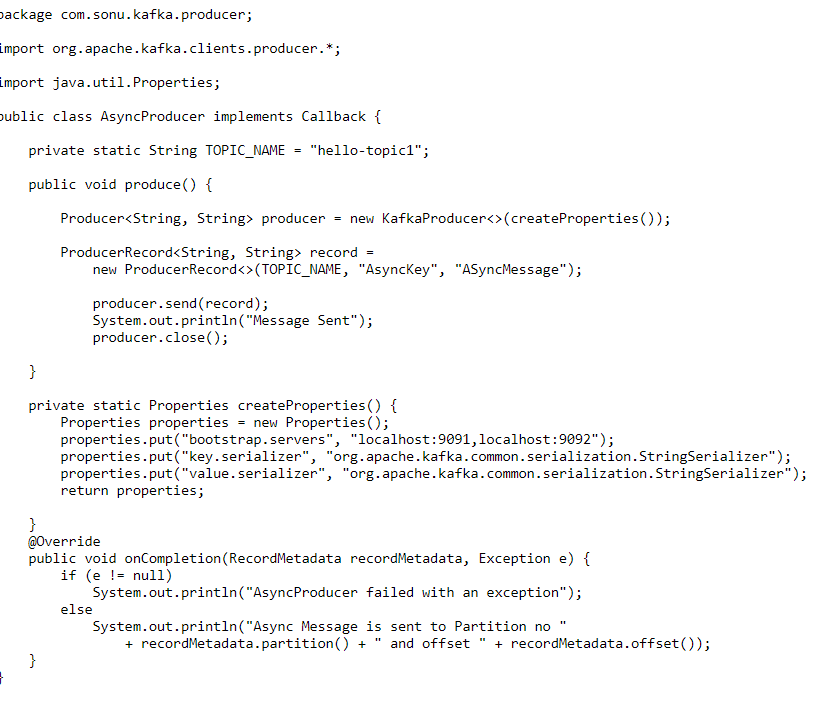 package com.sonu.kafka.producer;
import org.apache.kafka.clients.producer.*;
import java.util.Properties;
public class AsyncProducer implements Callback {
    private static String TOPIC_NAME = "hello-topic1";
    public void produce() {
        Producer<String, String> producer = new KafkaProducer<>(createProperties());
        ProducerRecord<String, String> record =
            new ProducerRecord<>(TOPIC_NAME, "AsyncKey", "ASyncMessage");
            producer.send(record);
            System.out.println("Message Sent");
            producer.close();
    }
    private static Properties createProperties() {
        Properties properties = new Properties();
        properties.put("bootstrap.servers", "localhost:9091,localhost:9092");
        properties.put("key.serializer", "org.apache.kafka.common.serialization.StringSerializer");
        properties.put("value.serializer", "org.apache.kafka.common.serialization.StringSerializer");
        return properties;
    }
    @Override
    public void onCompletion(RecordMetadata recordMetadata, Exception e) {
        if (e != null)
            System.out.println("AsyncProducer failed with an exception");
        else
            System.out.println("Async Message is sent to Partition no "
                + recordMetadata.partition() + " and offset " + recordMetadata.offset());
    }
}